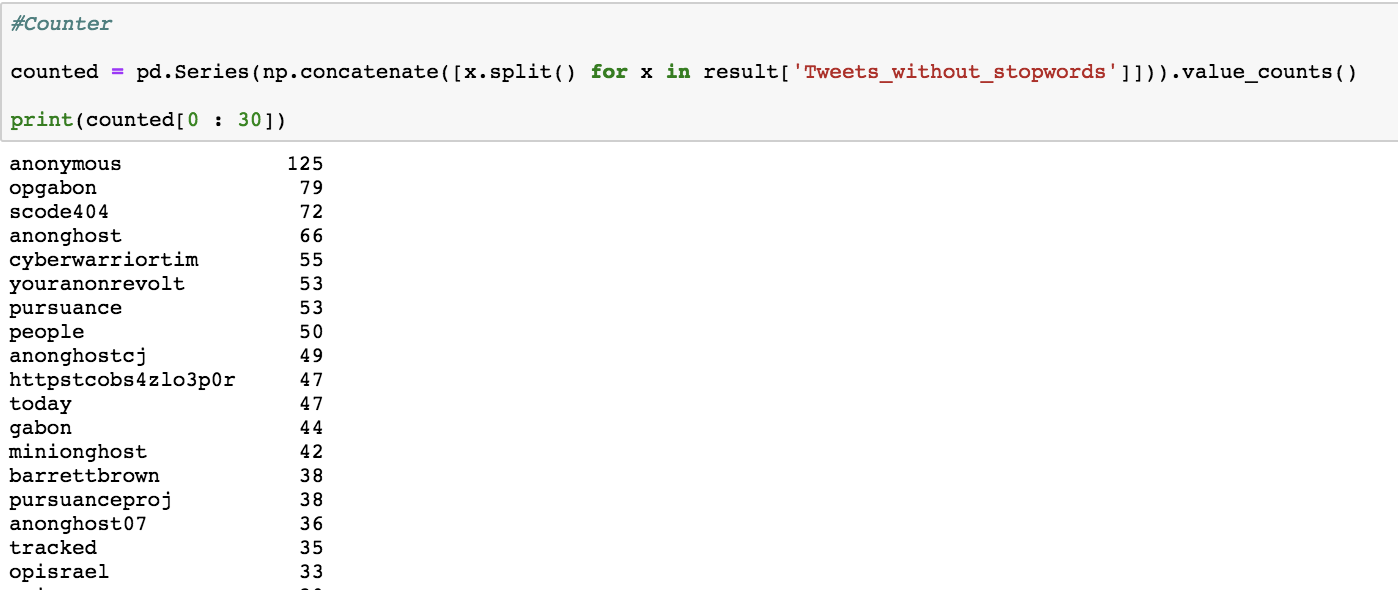 #Counter
counted = pd.Series(np.concatenate([x.split() for x in result['Tweets_without_stopwords']])).value_counts()
print(counted[0 : 30])
anonymous 125
opgabon 79
scode404 72
anonghost 66
cyberwarriortim 55
youranonrevolt 53
pursuance 53
people 50
anonghostcj 49
httpstcobs4zlo3p0r 47
today 47
gabon 44
minionghost 42
barrettbrown 38
pursuanceproj 38
anonghost07 36
tracked 35
opisrael 33